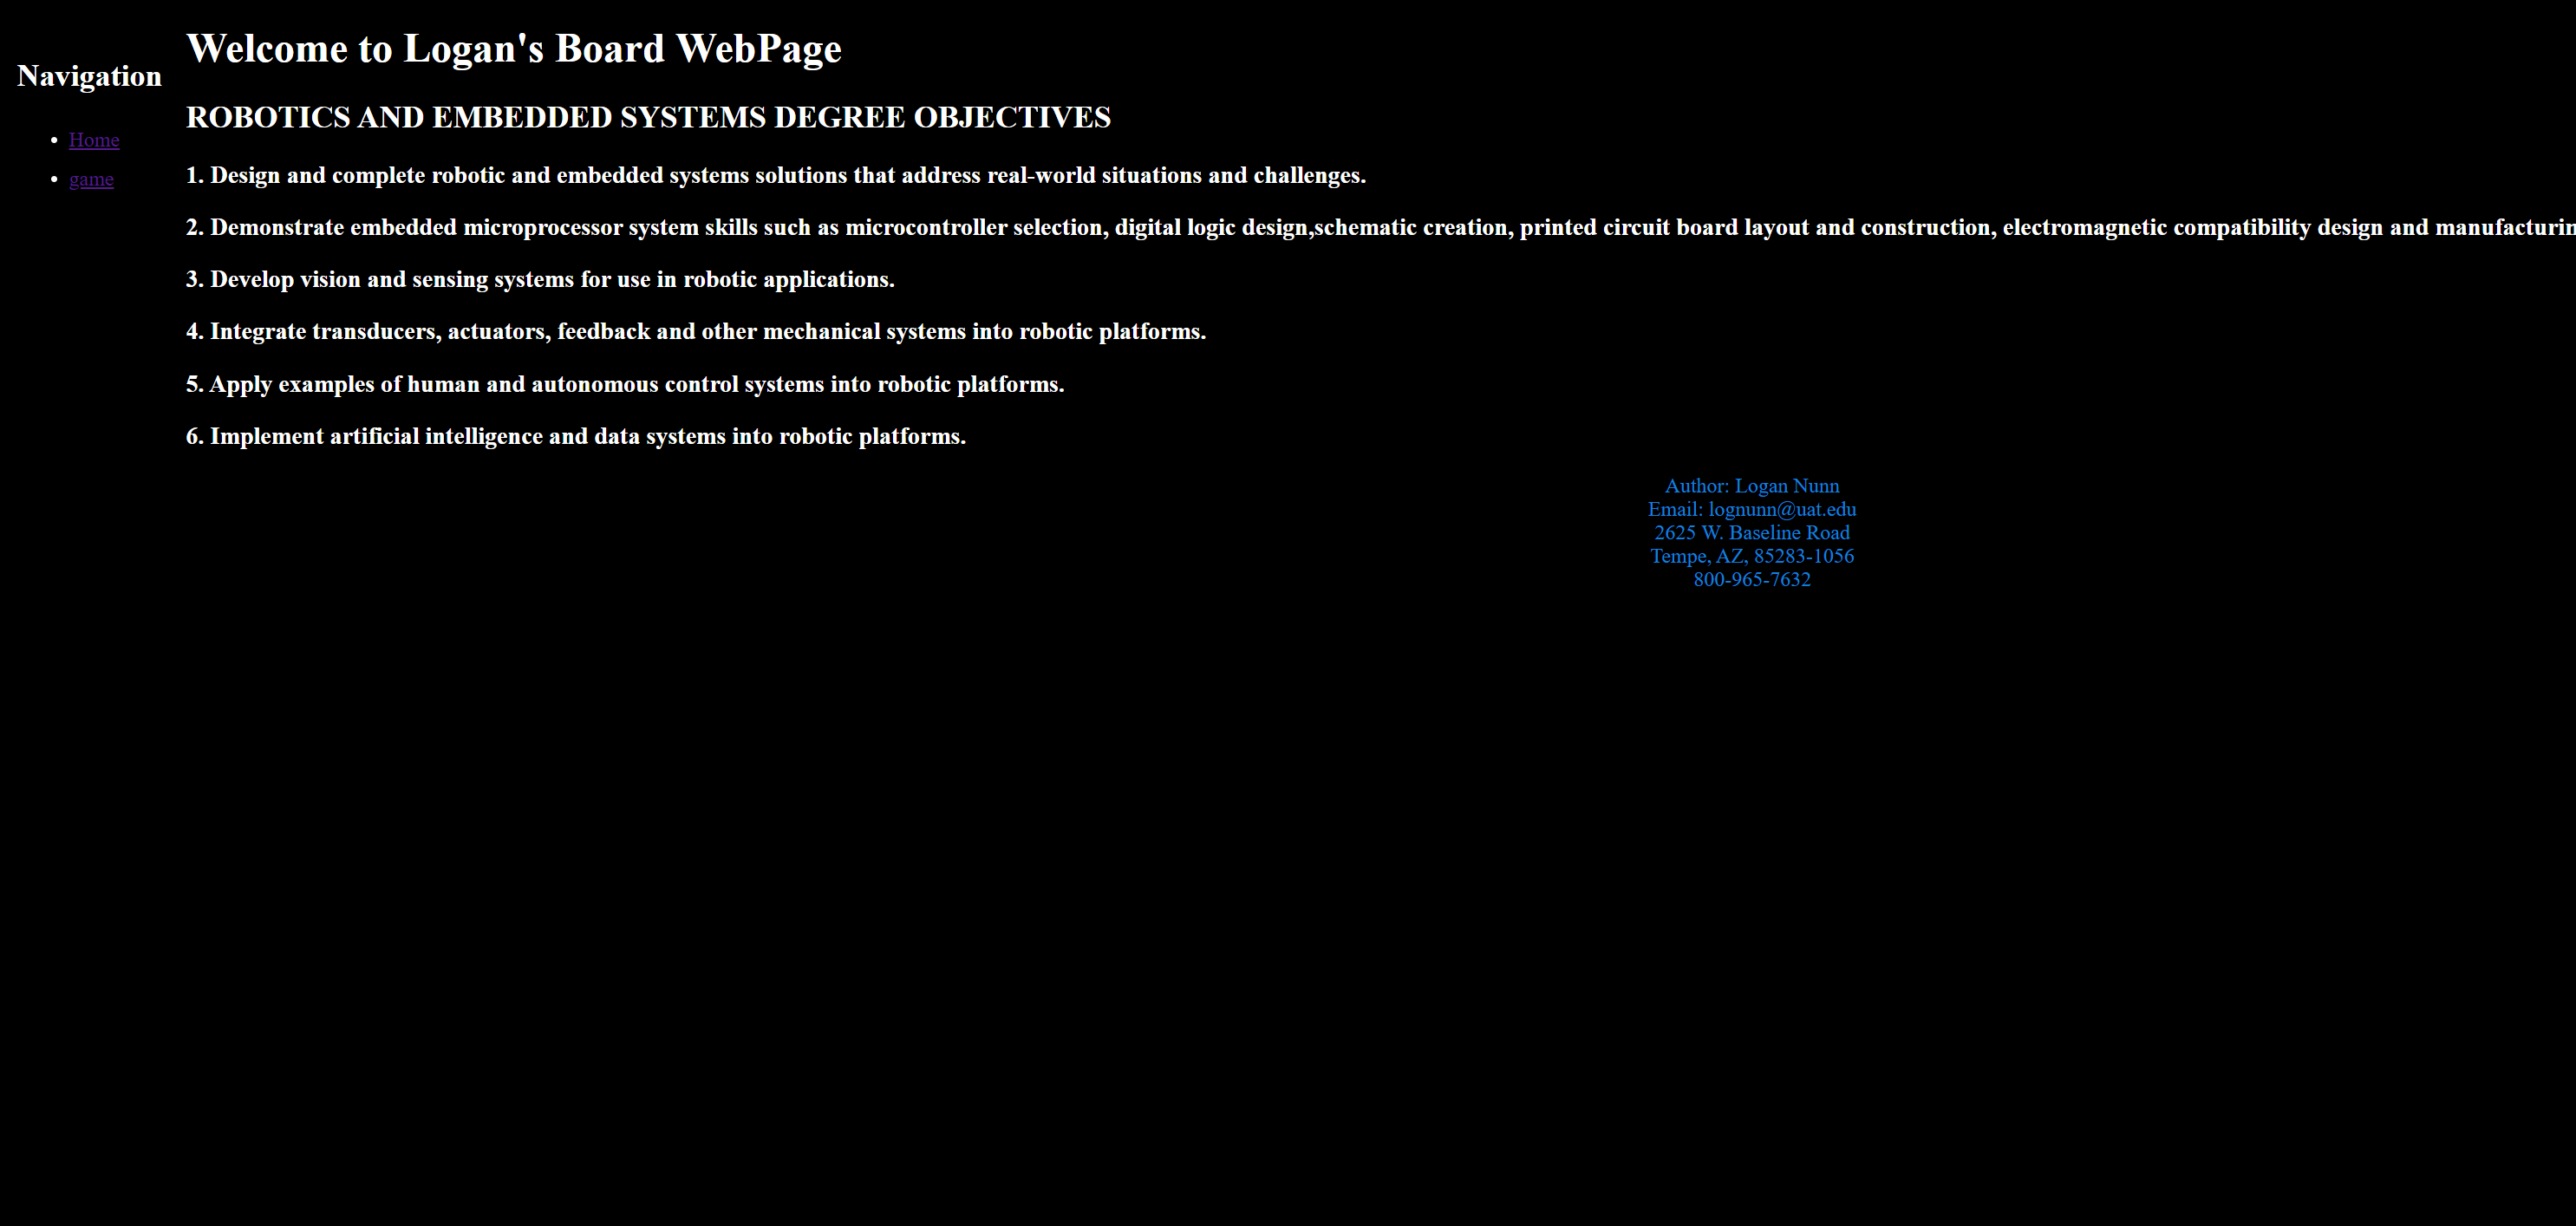 Welcome to Logan's Board WebPage
Navigation
ROBOTICS AND EMBEDDED SYSTEMS DEGREE OBJECTIVES
Home
game
1. Design and complete robotic and embedded systems solutions that address real-world situations and challenges.
2. Demonstrate embedded microprocessor system skills such as microcontroller selection, digital logic design,schematic creation, printed circuit board layout and construction, electromagnetic compatibility design and
3. Develop vision and sensing systems for use in robotic applications.
4. Integrate transducers, actuators, feedback and other mechanical systems into robotic platforms.
5. Apply examples of human and autonomous control systems into robotic platforms.
6. Implement artificial intelligence and data systems into robotic platforms.
Author: Logan Nunn
Email: lognunn@uat.edu
2625 W. Baseline Road
Tempe, AZ, 85283-1056
800-965-7632